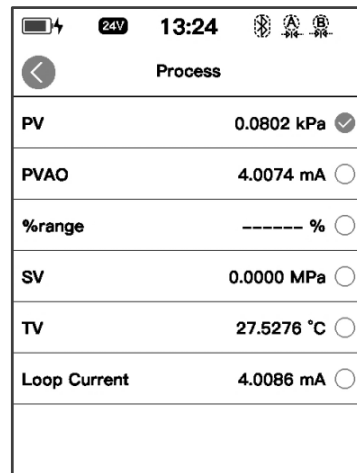 24V 13:24 A B
Process
PV 0.0802 kPa
PVAO 4.0074 mA
%range ------ %
SV 0.0000 MPa
TV 27.5276 °C
Loop Current 4.0086 mA